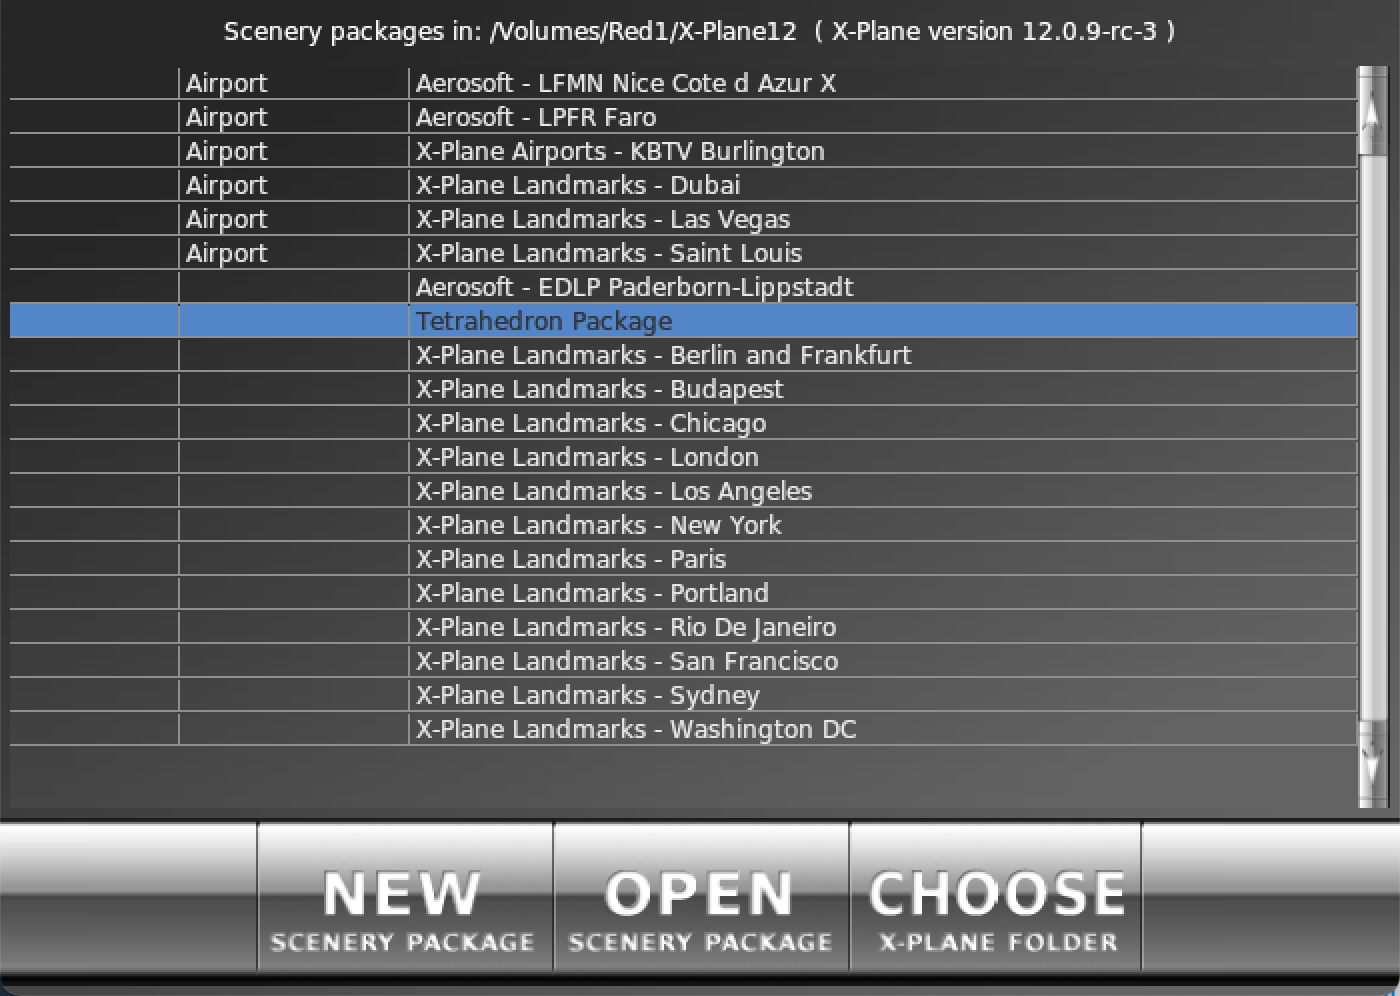 Scenery packages in: /Volumes/Red1/X-Plane12 ( X-Plane version 12.0.9-rc-3 )
Airport Aerosoft - LFMN Nice Cote d Azur X
Airport Aerosoft - LPFR Faro
Airport X-Plane Airports - KBTV Burlington
Airport X-Plane Landmarks - Dubai
Airport X-Plane Landmarks - Las Vegas
Airport X-Plane Landmarks - Saint Louis
Aerosoft - EDLP Paderborn-Lippstadt
Tetrahedron Package
X-Plane Landmarks - Berlin and Frankfurt
X-Plane Landmarks - Budapest
X-Plane Landmarks - Chicago
X-Plane Landmarks - London
X-Plane Landmarks - Los Angeles
X-Plane Landmarks - New York
X-Plane Landmarks - Paris
X-Plane Landmarks - Portland
X-Plane Landmarks - Rio De Janeiro
X-Plane Landmarks - San Francisco
X-Plane Landmarks - Sydney
X-Plane Landmarks - Washington DC
NEW
SCENERY PACKAGE
OPEN
SCENERY PACKAGE
CHOOSE
X-PLANE FOLDER